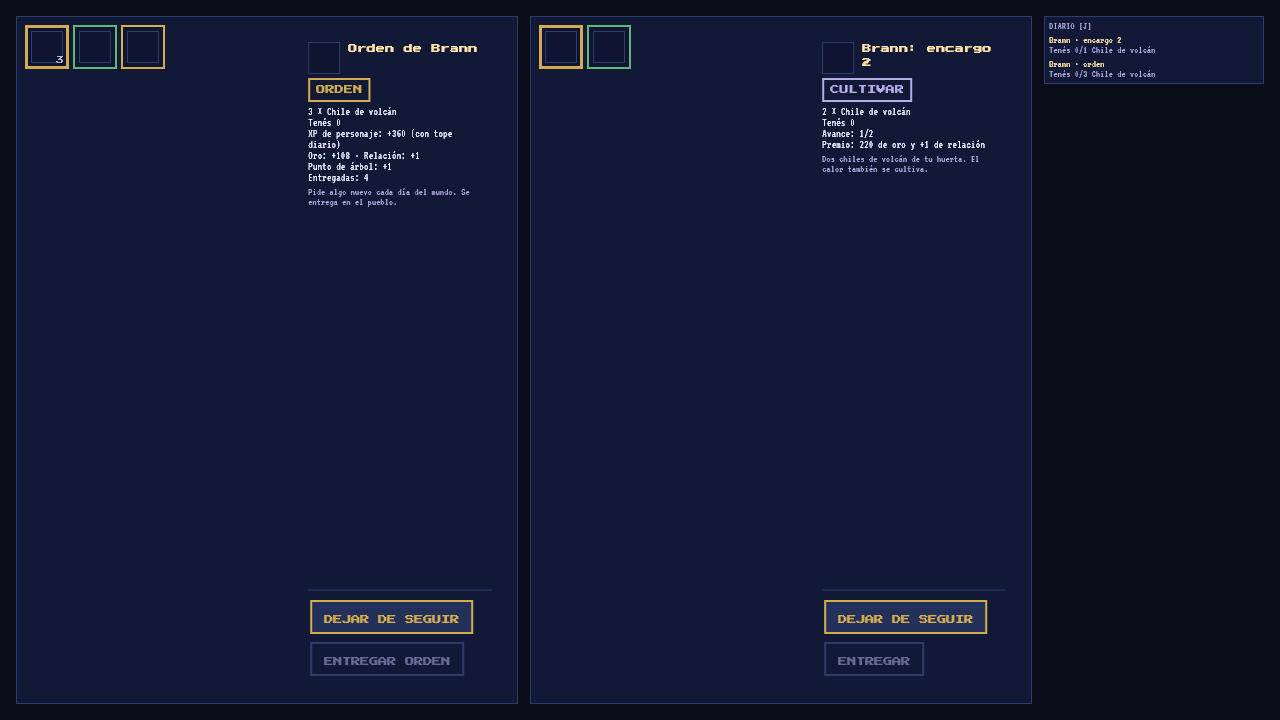 3
Orden de Brann
ORDEN
3 X Chile de volcán
Tenés 0
XP de personaje: +360 (con tope
diario)
Oro: +108 · Relación: +1
Punto de árbol: +1
Entregadas: 4
Pide algo nuevo cada día del mundo. Se
entrega en el pueblo.
DEJAR DE SEGUIR
ENTREGAR ORDEN
Brann: encargo
2
CULTIVAR
2 X Chile de volcán
Tenés 0
Avance: 1/2
Premio: 220 de oro y +1 de relación
Dos chiles de volcán de tu huerta. El
calor también se cultiva.
DEJAR DE SEGUIR
ENTREGAR
DIARIO [J]
Brann · encargo 2
Tenés 0/1 Chile de volcán
Brann · orden
Tenés 0/3 Chile de volcán